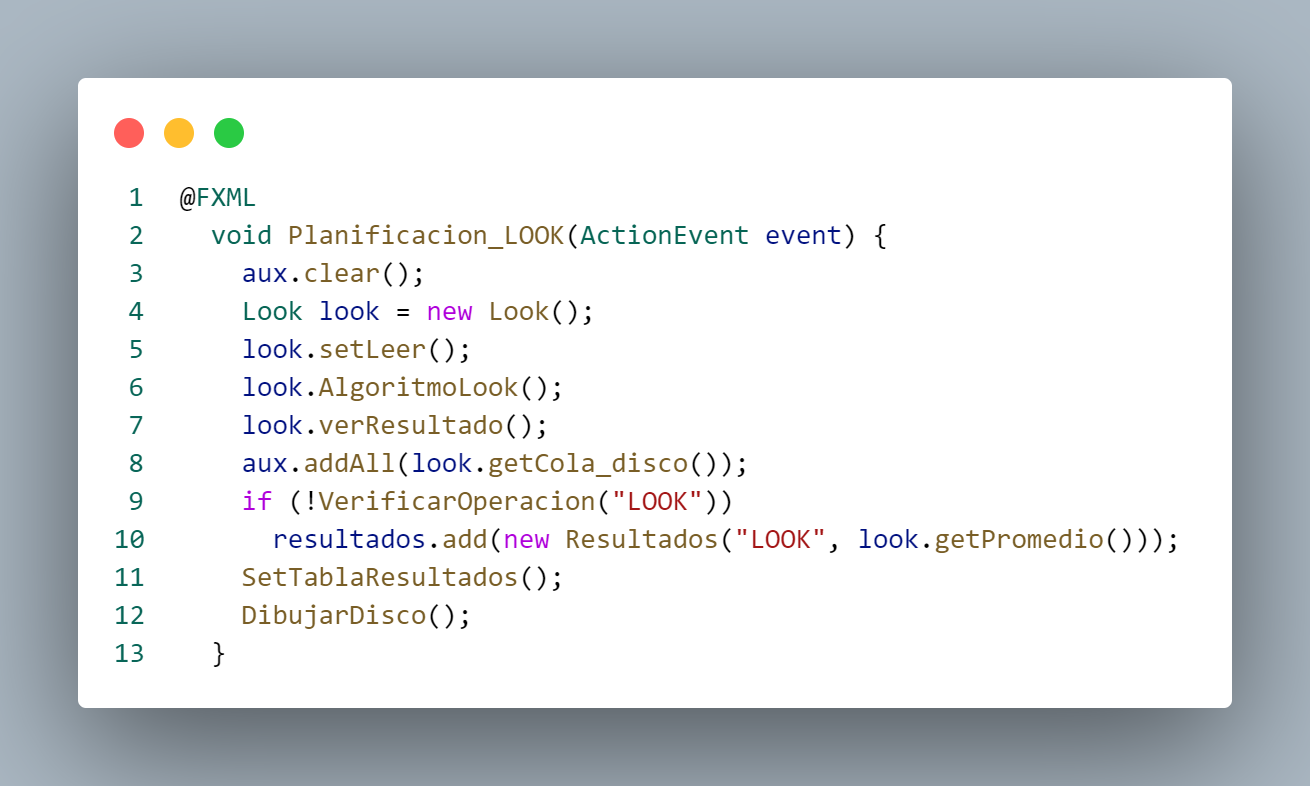 1 @FXML
2 void Planificacion_LOOK(ActionEvent event) {
3 aux.clear();
4 Look look = new Look();
5 look.setLeer();
6 look.AlgoritmoLook();
7 look.verResultado();
8 aux.addAll(look.getCola_disco());
9 if (!VerificarOperacion("LOOK"))
10 resultados.add(new Resultados("LOOK", look.getPromedio()));
11 SetTablaResultados();
12 DibujarDisco();
13 }